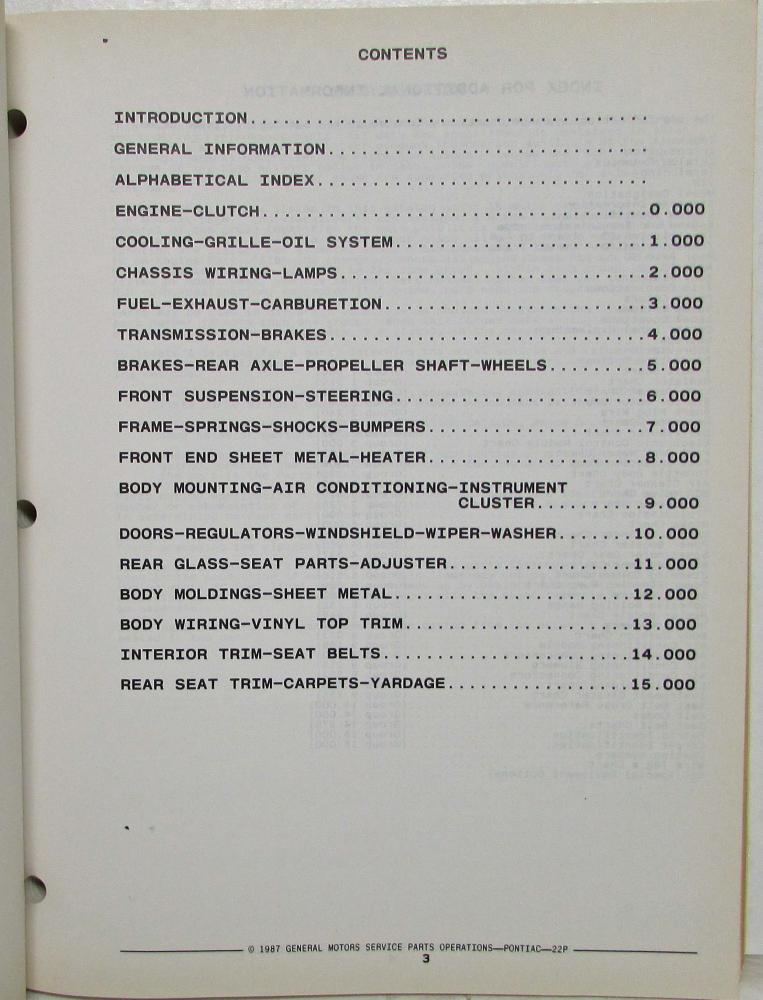 CONTENTS
INTRODUCTION.....................................
GENERAL INFORMATION..............................
ALPHABETICAL INDEX...............................
ENGINE-CLUTCH...................................0.000
COOLING-GRILLE-OIL SYSTEM.......................1.000
CHASSIS WIRING-LAMPS............................2.000
FUEL-EXHAUST-CARBURETION........................3.000
TRANSMISSION-BRAKES.............................4.000
BRAKES-REAR AXLE-PROPELLER SHAFT-WHEELS.........5.000
FRONT SUSPENSION-STEERING.......................6.000
FRAME-SPRINGS-SHOCKS-BUMPERS....................7.000
FRONT END SHEET METAL-HEATER....................8.000
BODY MOUNTING-AIR CONDITIONING-INSTRUMENT
CLUSTER..........9.000
DOORS-REGULATORS-WINDSHIELD-WIPER-WASHER.......10.000
REAR GLASS-SEAT PARTS-ADJUSTER.................11.000
BODY MOLDINGS-SHEET METAL......................12.000
BODY WIRING-VINYL TOP TRIM.....................13.000
INTERIOR TRIM-SEAT BELTS.......................14.000
REAR SEAT TRIM-CARPETS-YARDAGE.................15.000
© 1987 GENERAL MOTORS SERVICE PARTS OPERATIONS—PONTIAC—22P
3